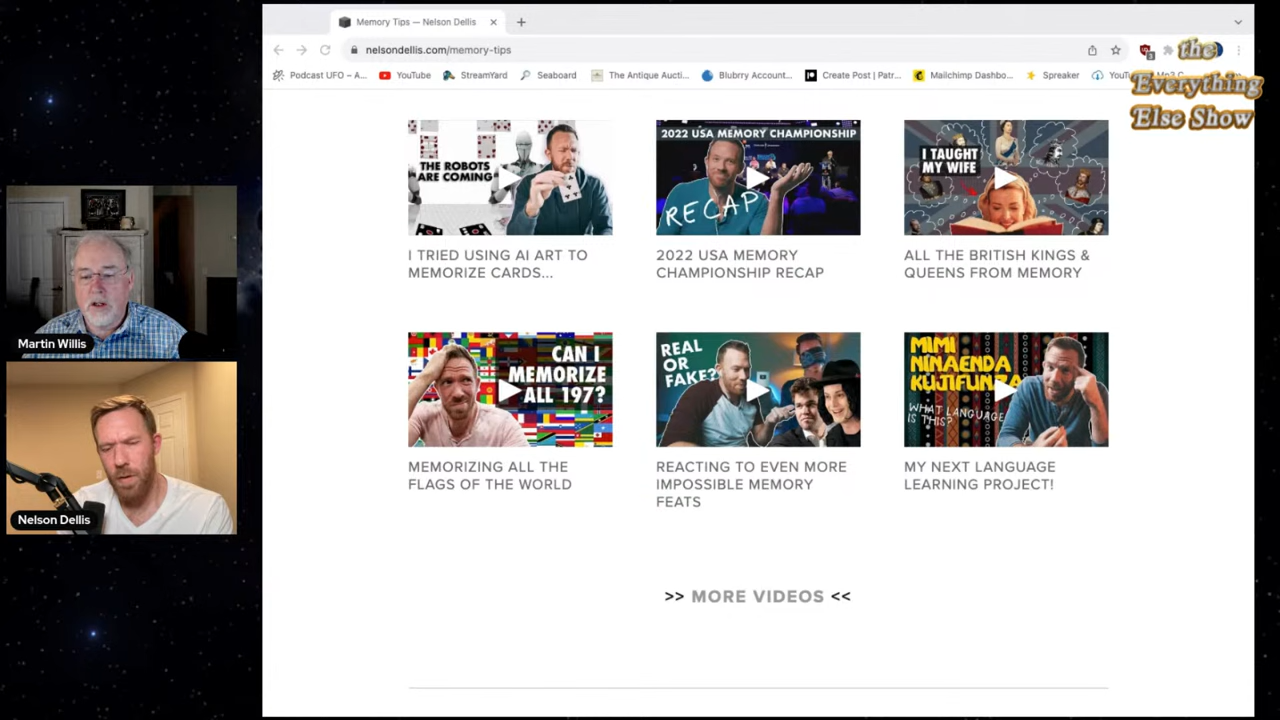 Memory Tips — Nelson Dellis
nelsondellis.com/memory-tips
Podcast UFO – A...
YouTube
StreamYard
Seaboard
The Antique Aucti...
Blubrry Account...
Create Post | Patr...
Mailchimp Dashbo...
Spreaker
the
Everything
Else Show
THE ROBOTS
ARE COMING
I TRIED USING AI ART TO
MEMORIZE CARDS...
2022 USA MEMORY CHAMPIONSHIP
RECAP
2022 USA MEMORY
CHAMPIONSHIP RECAP
I TAUGHT
MY WIFE
ALL THE BRITISH KINGS &
QUEENS FROM MEMORY
Martin Willis
Nelson Dellis
CAN I
MEMORIZE
ALL 197?
MEMORIZING ALL THE
FLAGS OF THE WORLD
REAL
OR
FAKE?
REACTING TO EVEN MORE
IMPOSSIBLE MEMORY
FEATS
MIMI
NINAENDA
KUJIFUNZA
WHAT LANGUAGE
IS THIS?
MY NEXT LANGUAGE
LEARNING PROJECT!
>> MORE VIDEOS <<